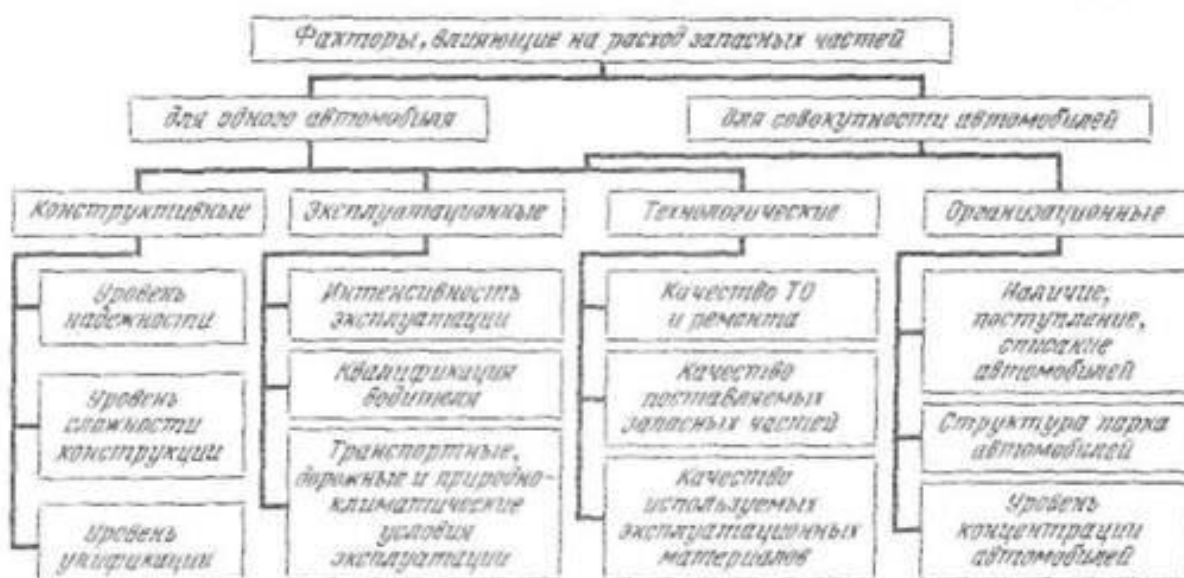 Факторы, влияющие на расход запасных частей
для одного автомобиля
для совокупности автомобилей
Конструктивные
Эксплуатационные
Технологические
Организационные
Уровень
надежности
Уровень
сложности
конструкции
Уровень
унификации
Интенсивность
эксплуатации
Квалификация
водителя
Транспортные,
дорожные и природно-
климатические
условия
эксплуатации
Качество ТО
и ремонта
Качество
поставляемых
запасных частей
Качество
используемых
эксплуатационных
материалов
Наличие,
поступление,
списание
автомобилей
Структура парка
автомобилей
Уровень
концентрации
автомобилей